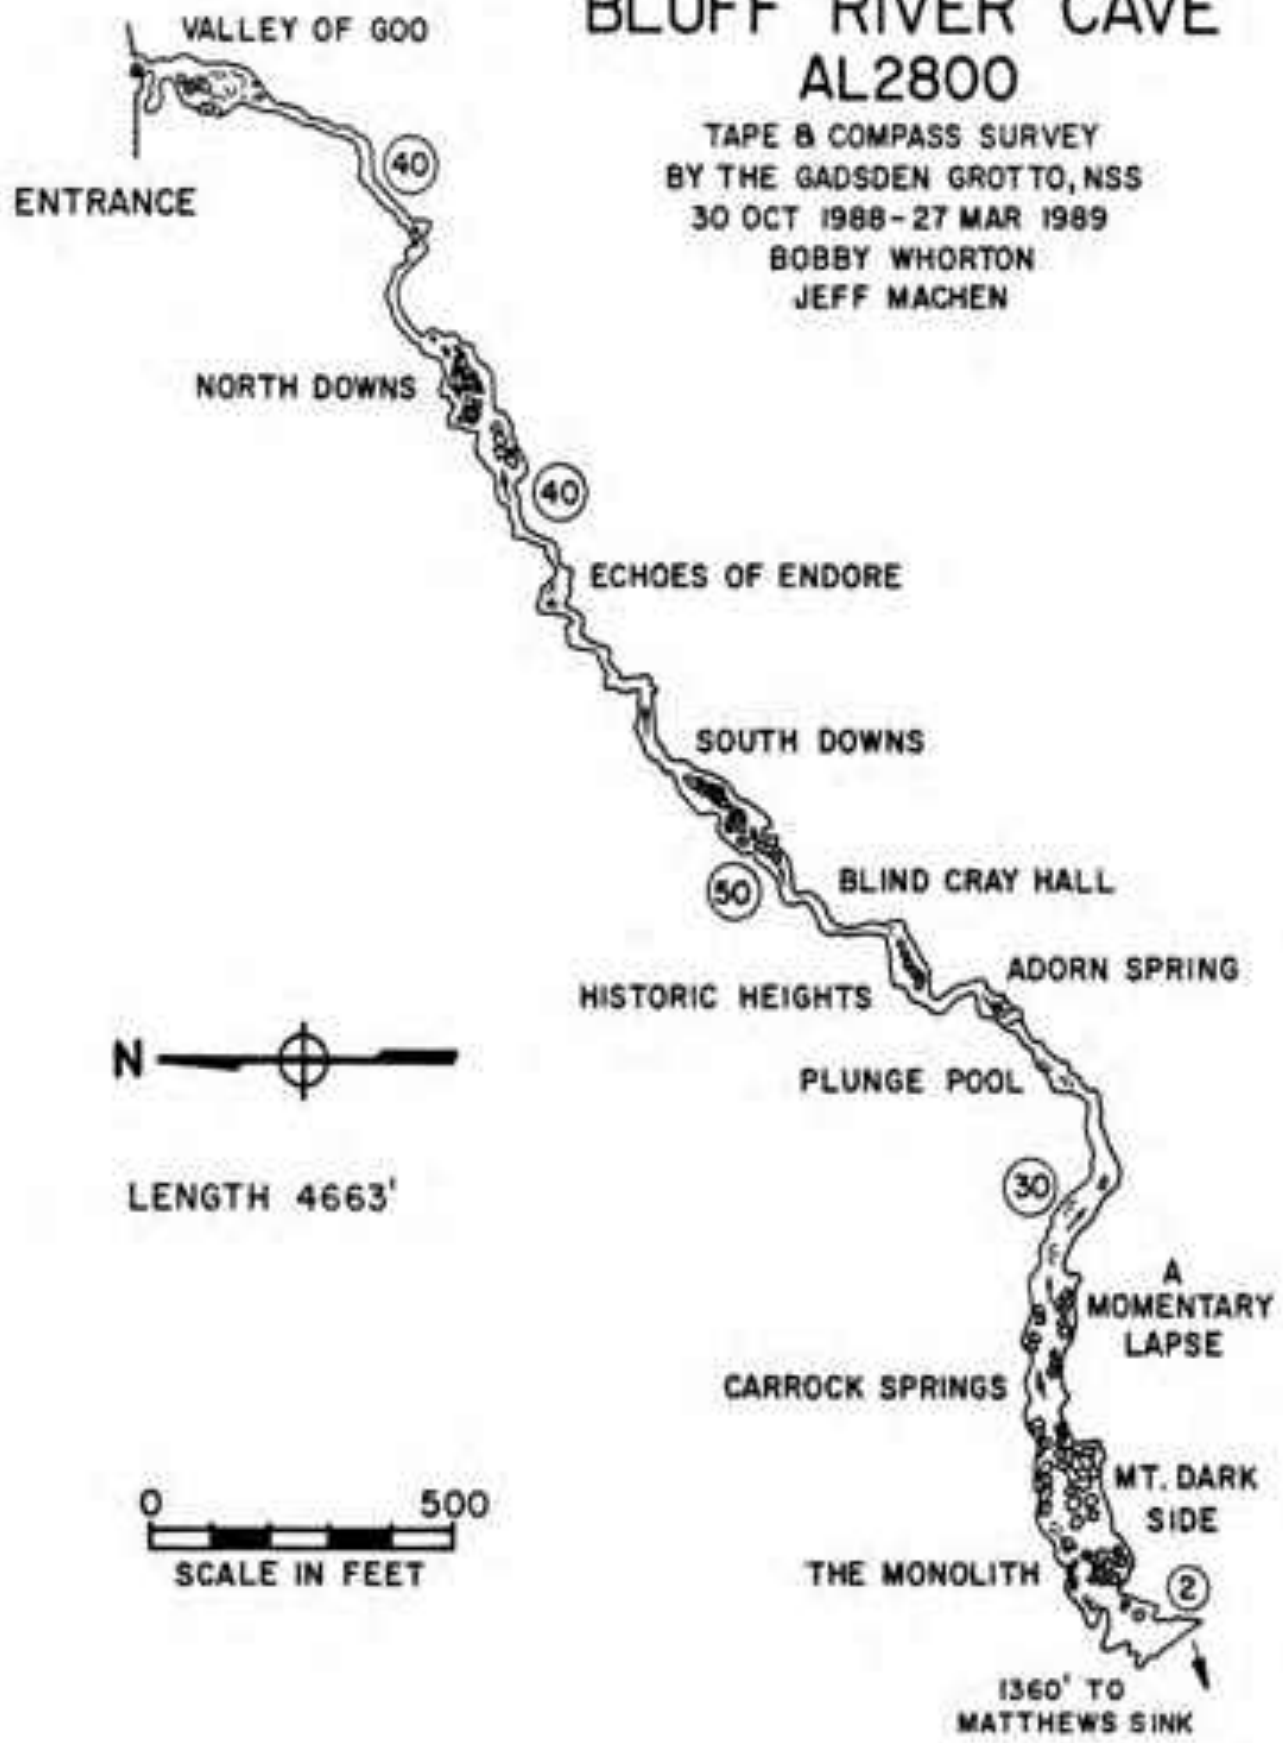 BLUFF RIVER CAVE
AL2800
TAPE & COMPASS SURVEY
BY THE GADSDEN GROTTO, NSS
30 OCT 1988-27 MAR 1989
BOBBY WHORTON
JEFF MACHEN
VALLEY OF GOO
ENTRANCE
40
NORTH DOWNS
40
ECHOES OF ENDORE
SOUTH DOWNS
50
BLIND CRAY HALL
ADORN SPRING
HISTORIC HEIGHTS
PLUNGE POOL
N
LENGTH 4663'
30
A
MOMENTARY
LAPSE
CARROCK SPRINGS
MT. DARK
SIDE
0 500
SCALE IN FEET
THE MONOLITH
2
1360' TO
MATTHEWS SINK